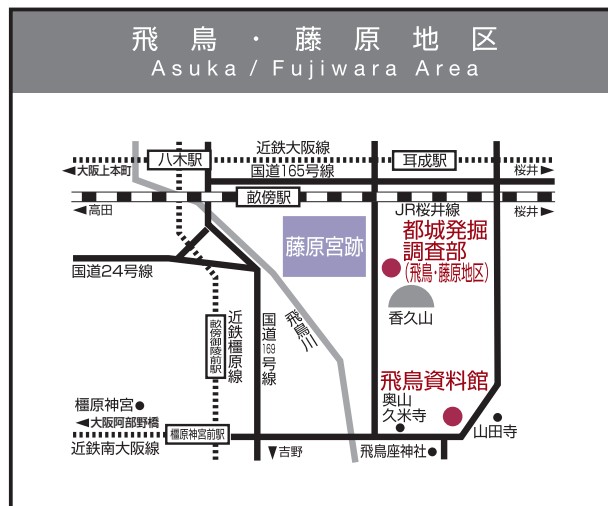 飛鳥・藤原地区
Asuka / Fujiwara Area
近鉄大阪線
八木駅
耳成駅
◀大阪上本町
国道165号線
桜井▶
畝傍駅
◀高田
JR桜井線
桜井▶
藤原宮跡
都城発掘
調査部
(飛鳥・藤原地区)
国道24号線
香久山
飛鳥川
国道169号線
近鉄橿原線
畝傍御陵前駅
飛鳥資料館
橿原神宮●
奥山
久米寺
◀大阪阿部野橋
橿原神宮前駅
山田寺
近鉄南大阪線
▼吉野
飛鳥座神社●